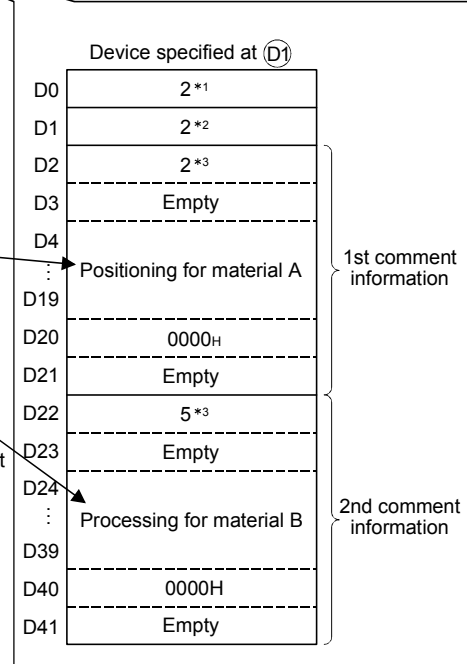 Device specified at D1
D0 2*1
D1 2*2
D2 2*3
D3 Empty
D4
⋮ Positioning for material A
D19
1st comment
information
D20 0000H
D21 Empty
D22 5*3
t D23 Empty
D24
⋮ Processing for material B
D39
2nd comment
information
D40 0000H
D41 Empty